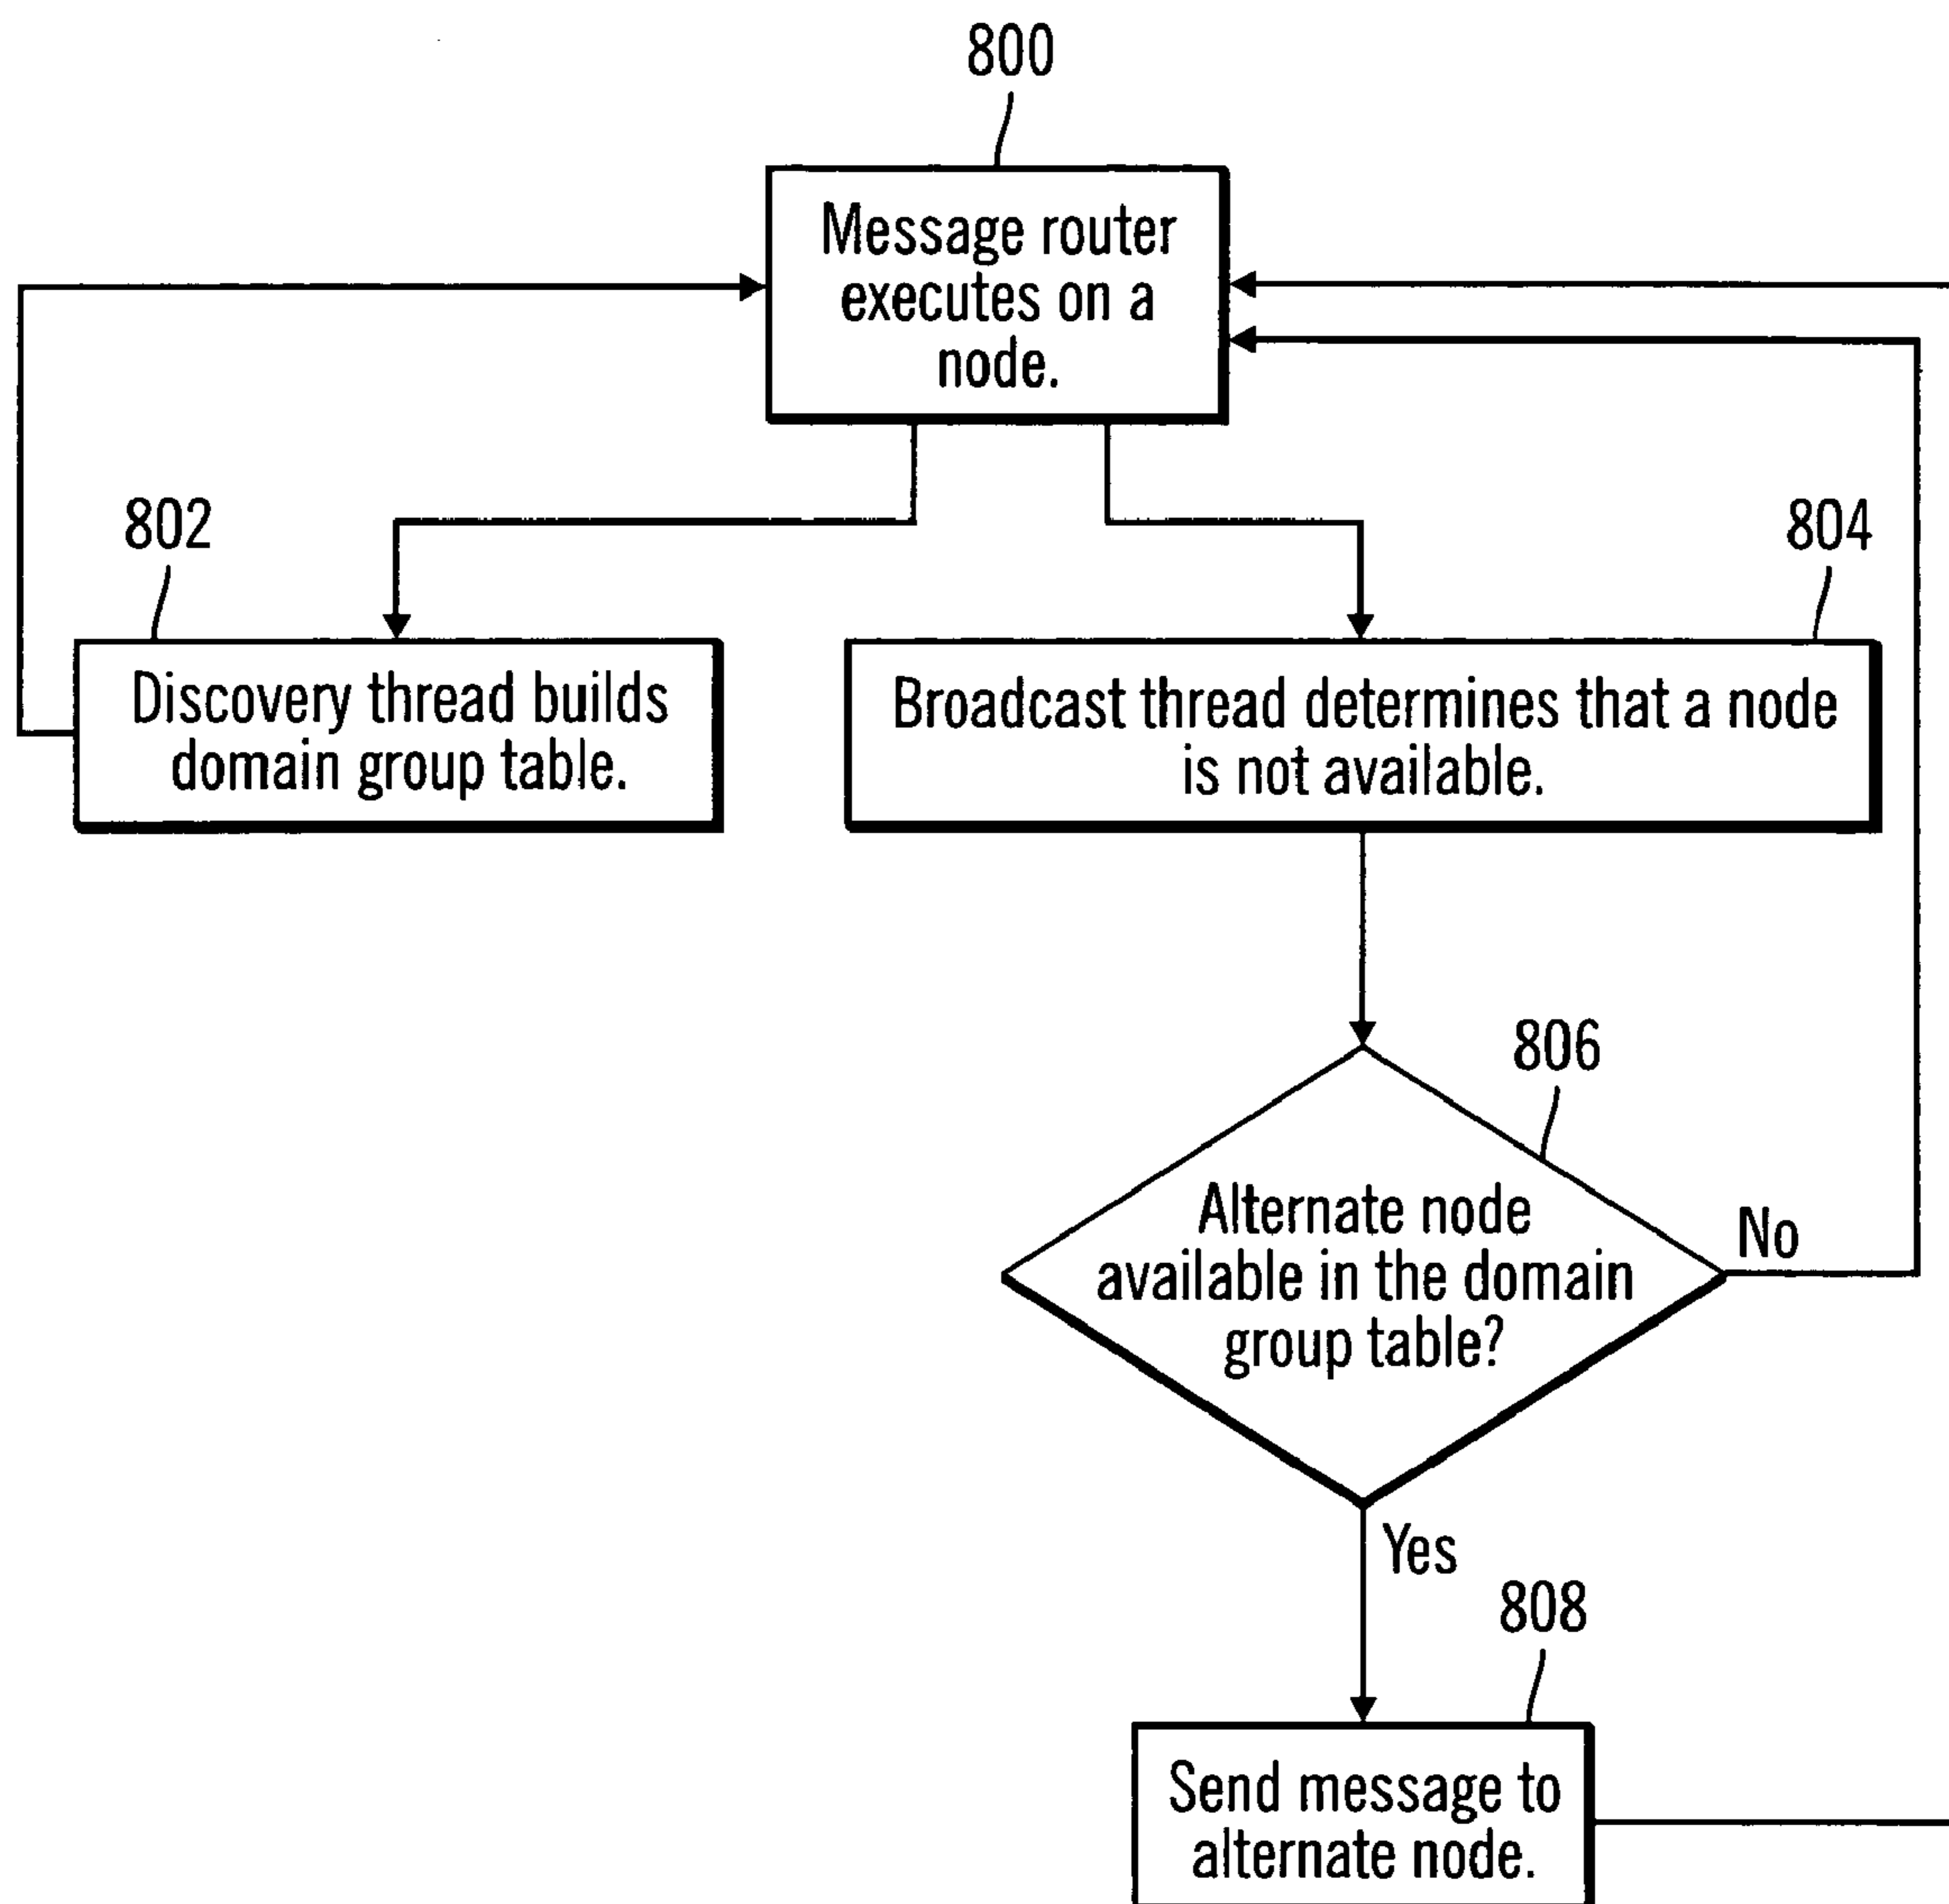 800
Message router
executes on a
node.
802
804
Discovery thread builds
domain group table.
Broadcast thread determines that a node
is not available.
806
Alternate node
available in the domain
group table?
No
Yes
808
Send message to
alternate node.